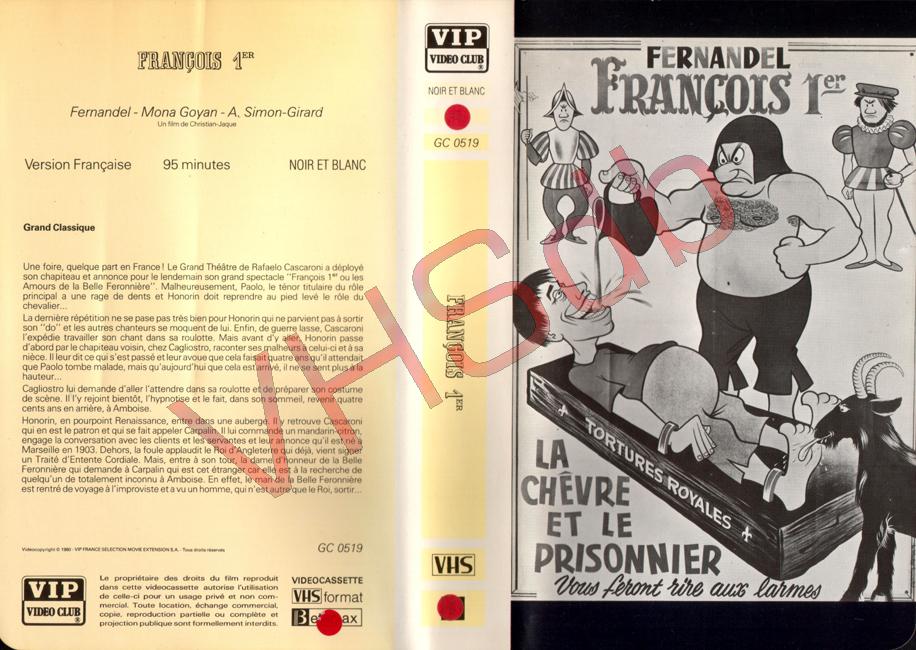 FRANÇOIS 1ER
Fernandel - Mona Goyan - A. Simon-Girard
Un film de Christian-Jaque
Version Française 95 minutes NOIR ET BLANC
Grand Classique
Une foire, quelque part en France! Le Grand Théâtre de Rafaelo Cascaroni a déployé
son chapiteau et annonce pour le lendemain son grand spectacle "François 1er ou les
Amours de la Belle Feronnière". Malheureusement, Paolo, le ténor titulaire du rôle
principal a une rage de dents et Honorin doit reprendre au pied levé le rôle du
chevalier...
La dernière répétition ne se pase pas très bien pour Honorin qui ne parvient pas à sortir
son "do" et les autres chanteurs se moquent de lui. Enfin, de guerre lasse, Cascaroni
l'expédie travailler son chant dans sa roulotte. Mais avant d'y aller, Honorin passe
d'abord par le chapiteau voisin, chez Cagliostro, raconter ses malheurs à celui-ci et à sa
nièce. Il leur dit ce qui s'est passé et leur avoue que cela fait quatre ans qu'il attendait
que Paolo tombe malade, mais qu'aujourd'hui que cela est arrivé, il ne se sent plus à la
hauteur...
Cagliostro lui demande d'aller l'attendre dans sa roulotte et de préparer son costume
de scène. Il l'y rejoint bientôt, l'hypnotise et le fait, dans son sommeil, revenir quatre
cents ans en arrière, à Amboise.
Honorin, en pourpoint Renaissance, entre dans une auberge. Il y retrouve Cascaroni
qui en est le patron et qui se fait appeler Carpalin. Il lui commande un mandarin-citron,
engage la conversation avec les clients et les servantes et leur annonce qu'il est né à
Marseille en 1903. Dehors, la foule applaudit le Roi d'Angleterre qui déjà, vient signer
un Traité d'Entente Cordiale. Mais, entre à son tour, la dame d'honneur de la Belle
Feronnière qui demande à Carpalin qui est cet étranger car elle est à la recherche de
quelqu'un de totalement inconnu à Amboise. En effet, le mari de la Belle Feronnière
est rentré de voyage à l'improviste et a vu un homme, qui n'est autre que le Roi, sortir...
Videocopyright © 1980 - VIP FRANCE SELECTION MOVIE EXTENSION S.A. - Tous droits réservés
GC 0519
VIP
VIDEO CLUB®
Le propriétaire des droits du film reproduit
dans cette videocassette autorise l'utilisation
de celle-ci pour un usage privé et non com-
mercial. Toute location, échange commercial,
copie, reproduction partielle ou complète et
projection publique sont formellement interdits.
VIDEOCASSETTE
VHS format
VIP
VIDEO CLUB®
NOIR ET BLANC
GC 0519
FRANÇOIS 1ER
VHS
FERNANDEL
FRANÇOIS 1er
TORTURES ROYALES
LA
CHÊVRE
ET LE
PRISONNIER
Vous feront rire aux larmes
VHSdb